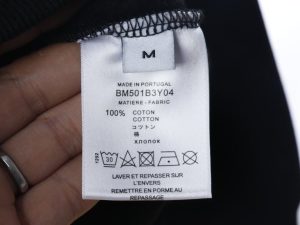 M
MADE IN PORTUGAL
BM501B3Y04
MATIERE - FABRIC
100% COTON
COTTON
コットン
棉
хлопок
30
LAVER ET REPASSER SUR
L'ENVERS
REMETTRE EN FORME AU
REPASSAGE